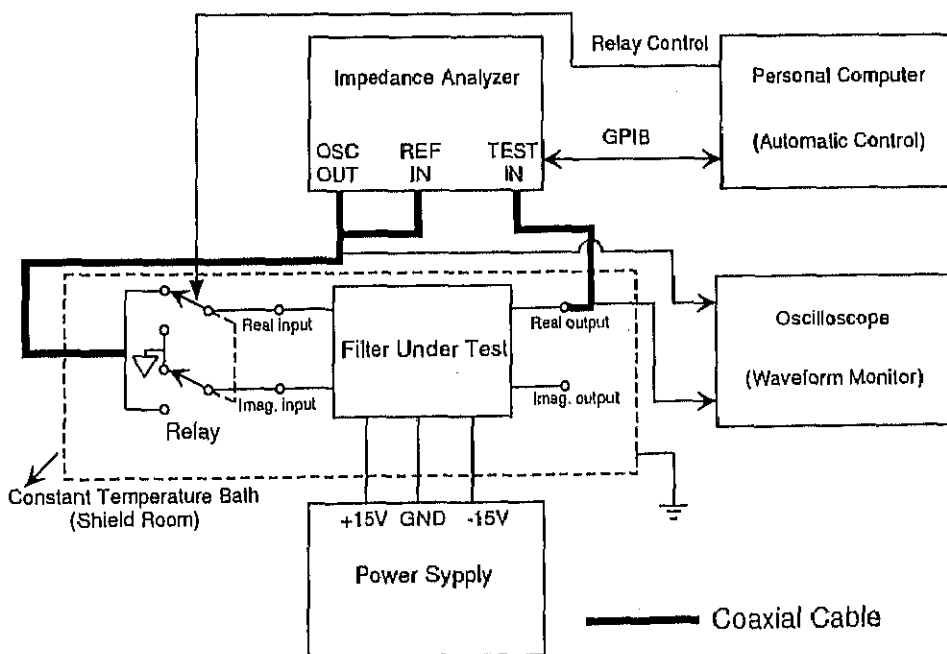 Relay Control
Impedance Analyzer
OSC OUT
REF IN
TEST IN
GPIB
Personal Computer
(Automatic Control)
Real input
Filter Under Test
Real output
Oscilloscope
(Waveform Monitor)
Imag. input
Imag. output
Relay
Constant Temperature Bath
(Shield Room)
+15V GND -15V
Power Sypply
Coaxial Cable